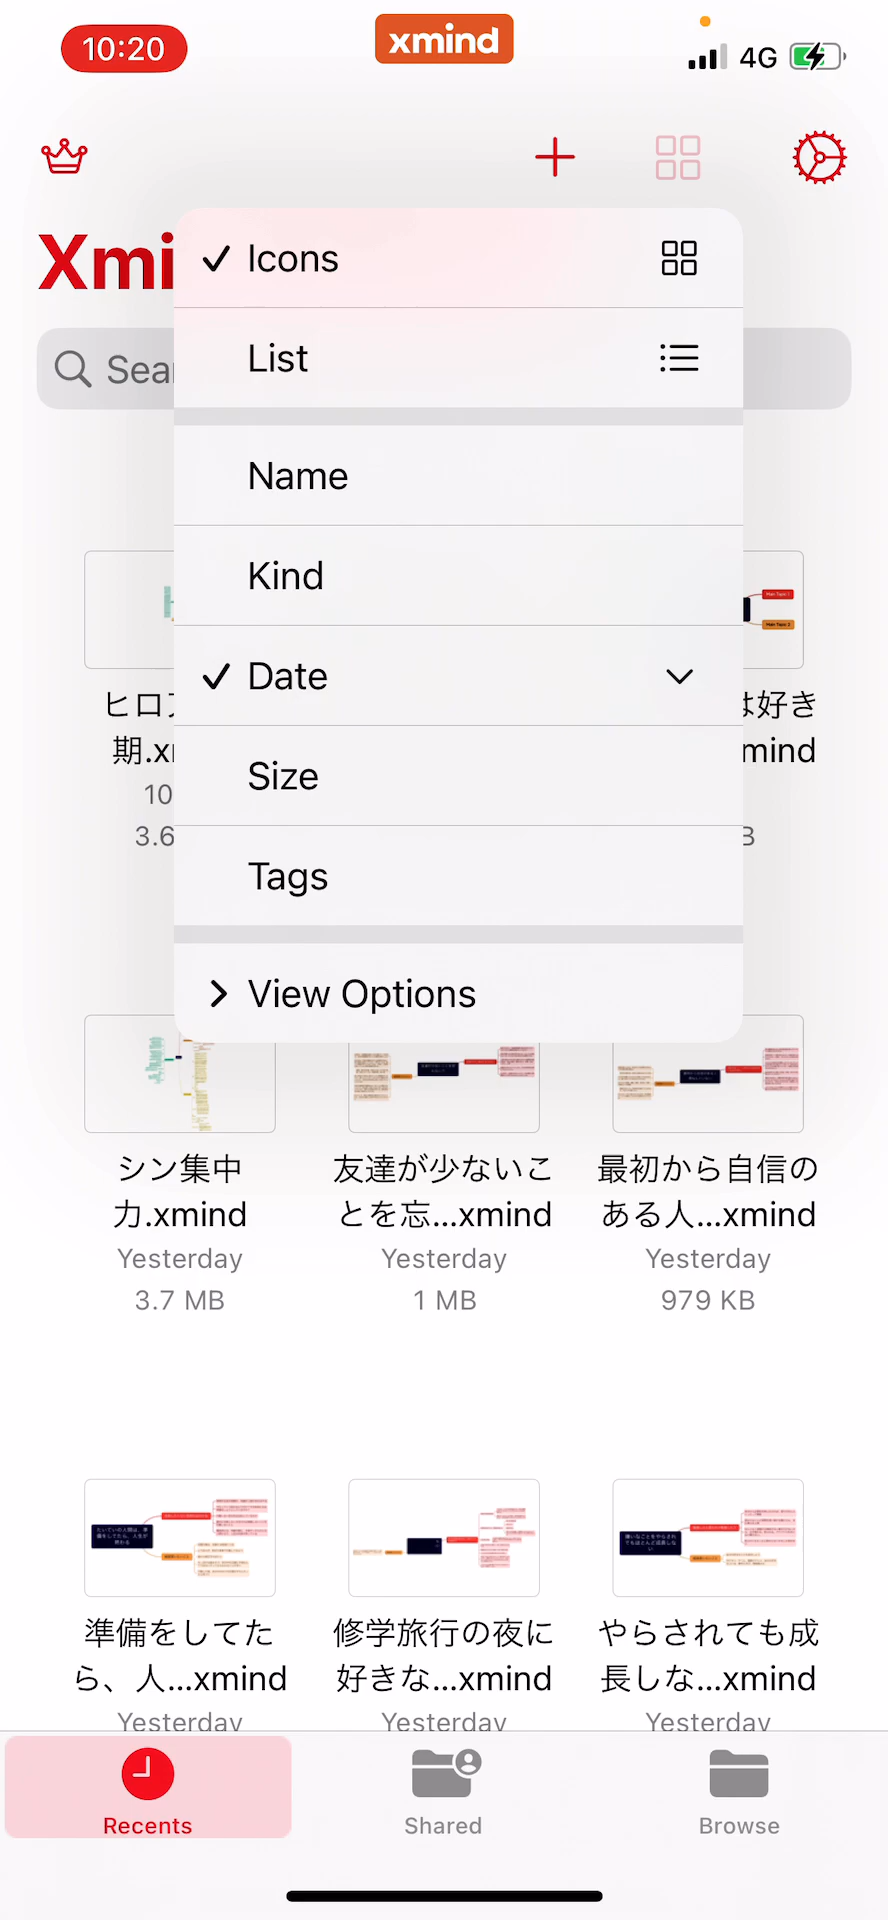 10:20
xmind
4G
Xmi
Icons
Sea
List
Name
Kind
Date
Size
Tags
View Options
ヒロ
期.x
10
3.6
は好き
mind
B
シン集中
力.xmind
Yesterday
3.7 MB
友達が少ないこ
とを忘...xmind
Yesterday
1 MB
最初から自信の
ある人...xmind
Yesterday
979 KB
準備をしてた
ら、人...xmind
Yesterday
修学旅行の夜に
好きな...xmind
Yesterday
やらされても成
長しな...xmind
Yesterday
Recents
Shared
Browse